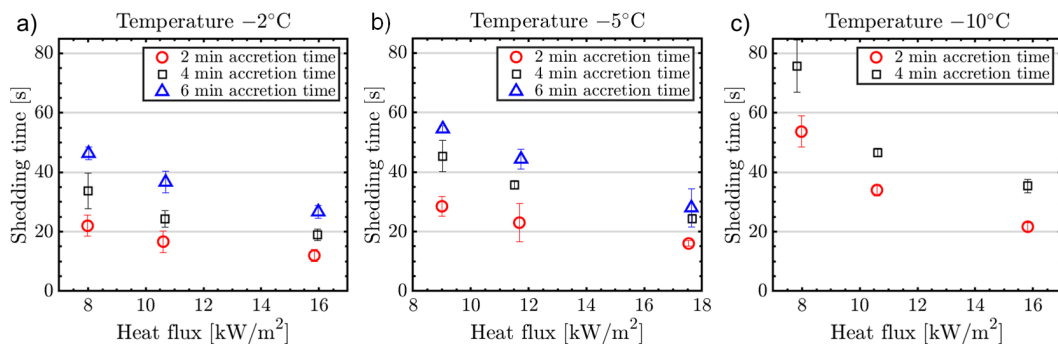 a)
Temperature −2°C
2 min accretion time
4 min accretion time
6 min accretion time
80
60
40
20
0
Shedding time [s]
8 10 12 14 16
Heat flux [kW/m²]
b)
Temperature −5°C
2 min accretion time
4 min accretion time
6 min accretion time
80
60
40
20
0
Shedding time [s]
8 10 12 14 16 18
Heat flux [kW/m²]
c)
Temperature −10°C
2 min accretion time
4 min accretion time
80
60
40
20
0
Shedding time [s]
8 10 12 14 16
Heat flux [kW/m²]